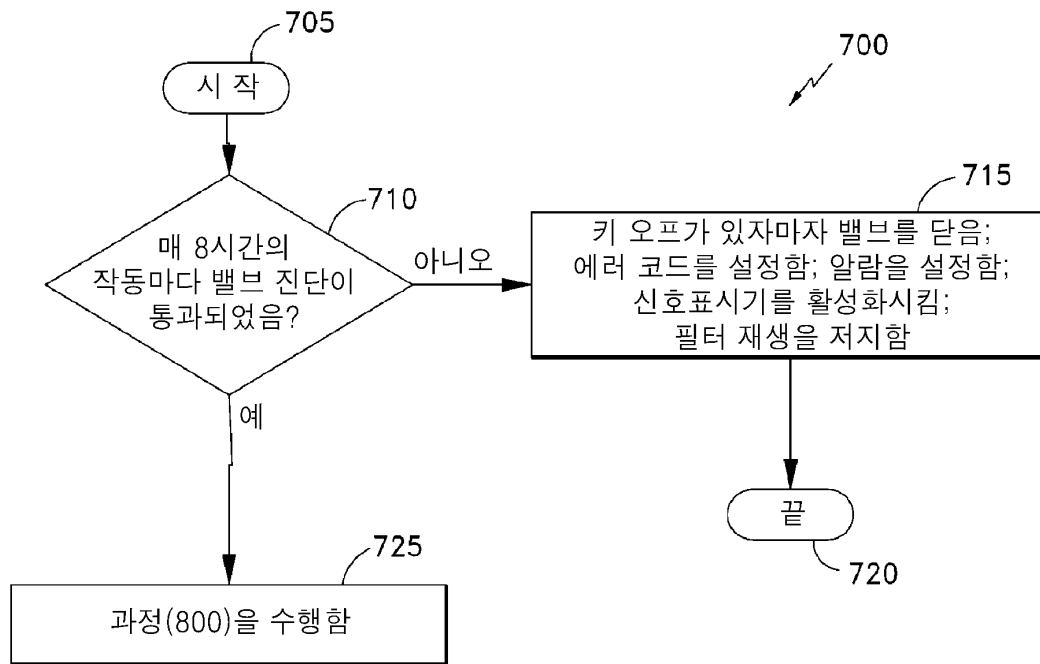 705
시 작
700
710
매 8시간의
작동마다 밸브 진단이
통과되었음?
아니오
715
키 오프가 있자마자 밸브를 닫음;
에러 코드를 설정함; 알람을 설정함;
신호표시기를 활성화시킴;
필터 재생을 저지함
예
끝
720
725
과정(800)을 수행함